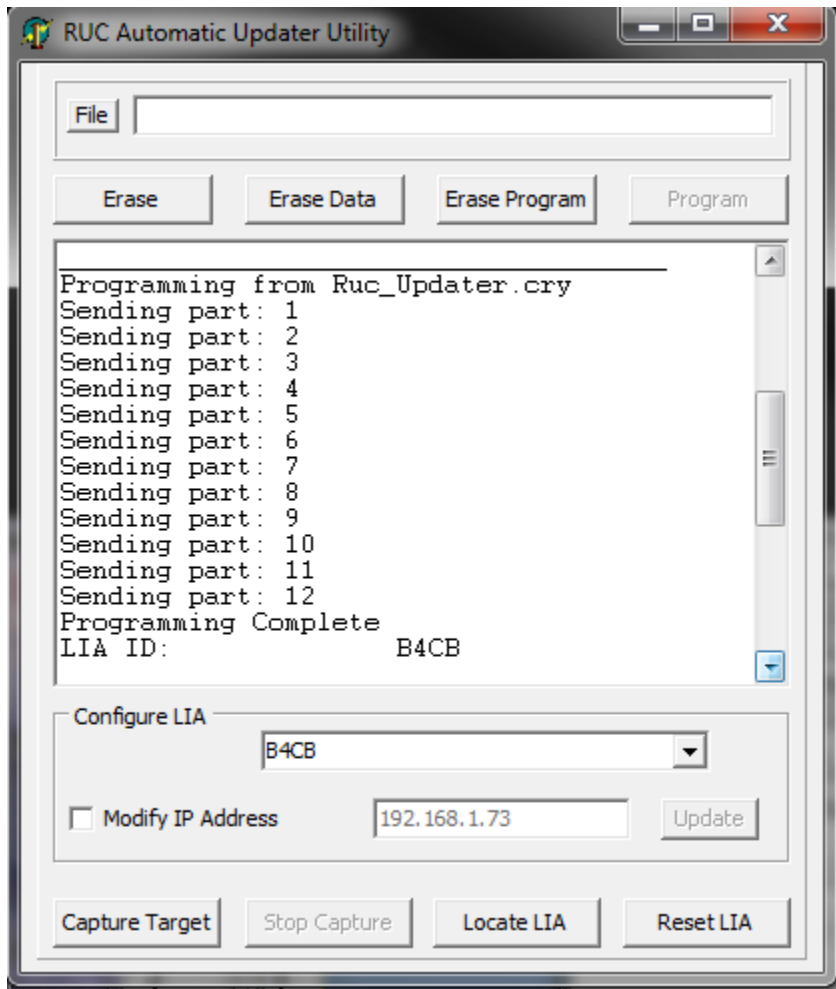 RUC Automatic Updater Utility
File
Erase Erase Data Erase Program Program
Programming from Ruc_Updater.cry
Sending part: 1
Sending part: 2
Sending part: 3
Sending part: 4
Sending part: 5
Sending part: 6
Sending part: 7
Sending part: 8
Sending part: 9
Sending part: 10
Sending part: 11
Sending part: 12
Programming Complete
LIA ID: B4CB
Configure LIA
B4CB
Modify IP Address 192.168.1.73 Update
Capture Target Stop Capture Locate LIA Reset LIA